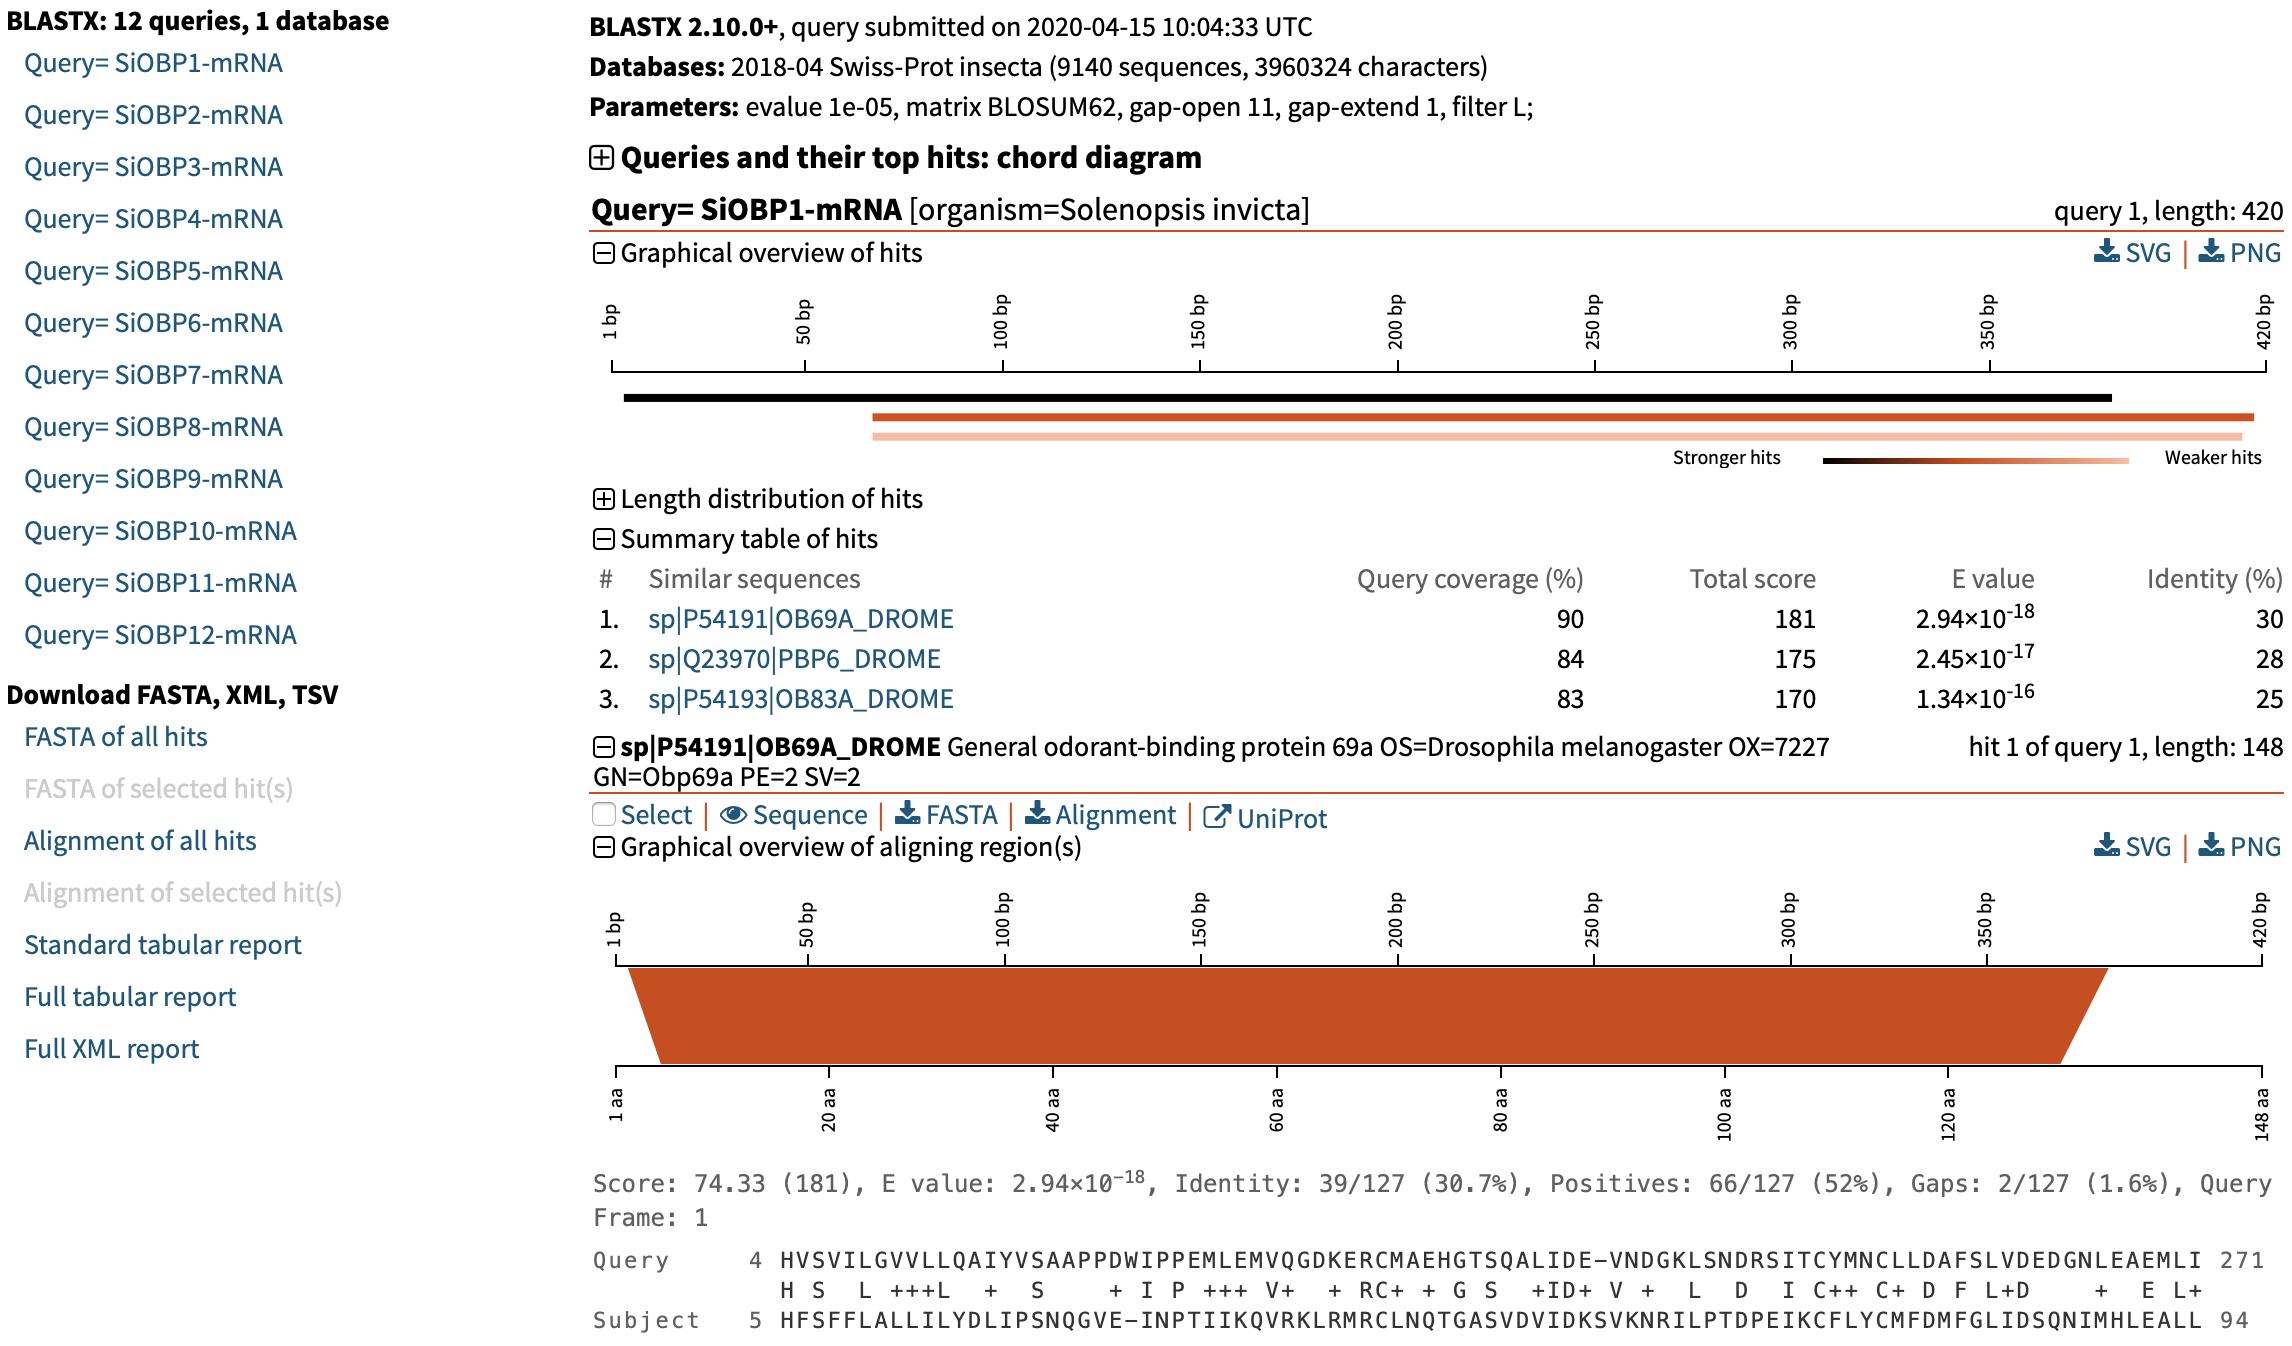 BLASTX: 12 queries, 1 database
Query= SiOBP1-mRNA
Query= SiOBP2-mRNA
Query= SiOBP3-mRNA
Query= SiOBP4-mRNA
Query= SiOBP5-mRNA
Query= SiOBP6-mRNA
Query= SiOBP7-mRNA
Query= SiOBP8-mRNA
Query= SiOBP9-mRNA
Query= SiOBP10-mRNA
Query= SiOBP11-mRNA
Query= SiOBP12-mRNA
Download FASTA, XML, TSV
FASTA of all hits
FASTA of selected hit(s)
Alignment of all hits
Alignment of selected hit(s)
Standard tabular report
Full tabular report
Full XML report
BLASTX 2.10.0+, query submitted on 2020-04-15 10:04:33 UTC
Databases: 2018-04 Swiss-Prot insecta (9140 sequences, 3960324 characters)
Parameters: evalue 1e-05, matrix BLOSUM62, gap-open 11, gap-extend 1, filter L;
Queries and their top hits: chord diagram
Query= SiOBP1-mRNA [organism=Solenopsis invicta] query 1, length: 420
Graphical overview of hits SVG | PNG
1 bp 50 bp 100 bp 150 bp 200 bp 250 bp 300 bp 350 bp 420 bp
Stronger hits Weaker hits
Length distribution of hits
Summary table of hits
# Similar sequences Query coverage (%) Total score E value Identity (%)
1. sp|P54191|OB69A_DROME 90 181 2.94×10⁻¹⁸ 30
2. sp|Q23970|PBP6_DROME 84 175 2.45×10⁻¹⁷ 28
3. sp|P54193|OB83A_DROME 83 170 1.34×10⁻¹⁶ 25
sp|P54191|OB69A_DROME General odorant-binding protein 69a OS=Drosophila melanogaster OX=7227 hit 1 of query 1, length: 148
GN=Obp69a PE=2 SV=2
Select | Sequence | FASTA | Alignment | UniProt
Graphical overview of aligning region(s) SVG | PNG
1 bp 50 bp 100 bp 150 bp 200 bp 250 bp 300 bp 350 bp 420 bp
1 aa 20 aa 40 aa 60 aa 80 aa 100 aa 120 aa 148 aa
Score: 74.33 (181), E value: 2.94×10⁻¹⁸, Identity: 39/127 (30.7%), Positives: 66/127 (52%), Gaps: 2/127 (1.6%), Query
Frame: 1
Query 4 HVSVILGVVLLQAIYVSAAPPDWIPPEMLEMVQGDKERCMAEHGTSQALIDE-VNDGKLSNDRSITCYMNCLLDAFSLVDEDGNLEAEMLI 271
H S  L +++L  +  S    + I P +++ V+  + RC+ + G S  +ID+ V +  L  D  I C++ C+ D F L+D    +  E L+
Subject 5 HFSFFLALLILYDLIPSNQGVE-INPTIIKQVRKLRMRCLNQTGASVDVIDKSVKNRILPTDPEIKCFLYCMFDMFGLIDSQNIMHLEALL 94